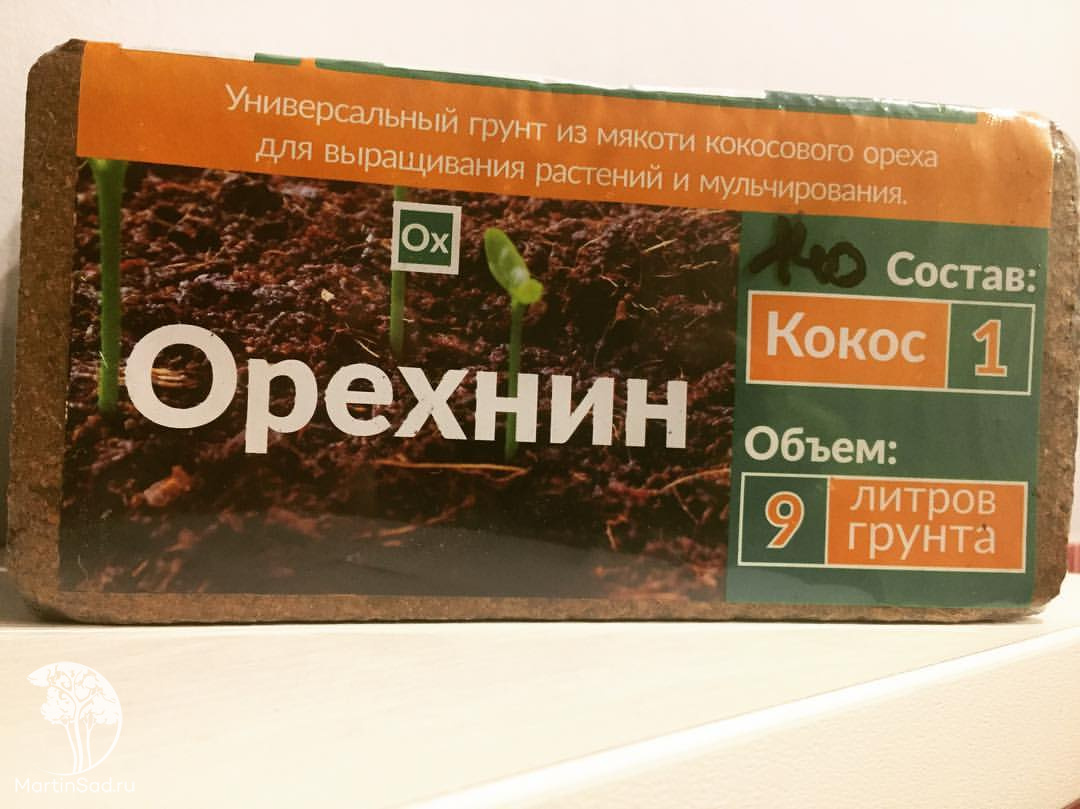 Универсальный грунт из мякоти кокосового ореха
для выращивания растений и мульчирования.
Ox
Орехнин
140
Состав:
Кокос 1
Объем:
9 литров
грунта
MartinSad.ru